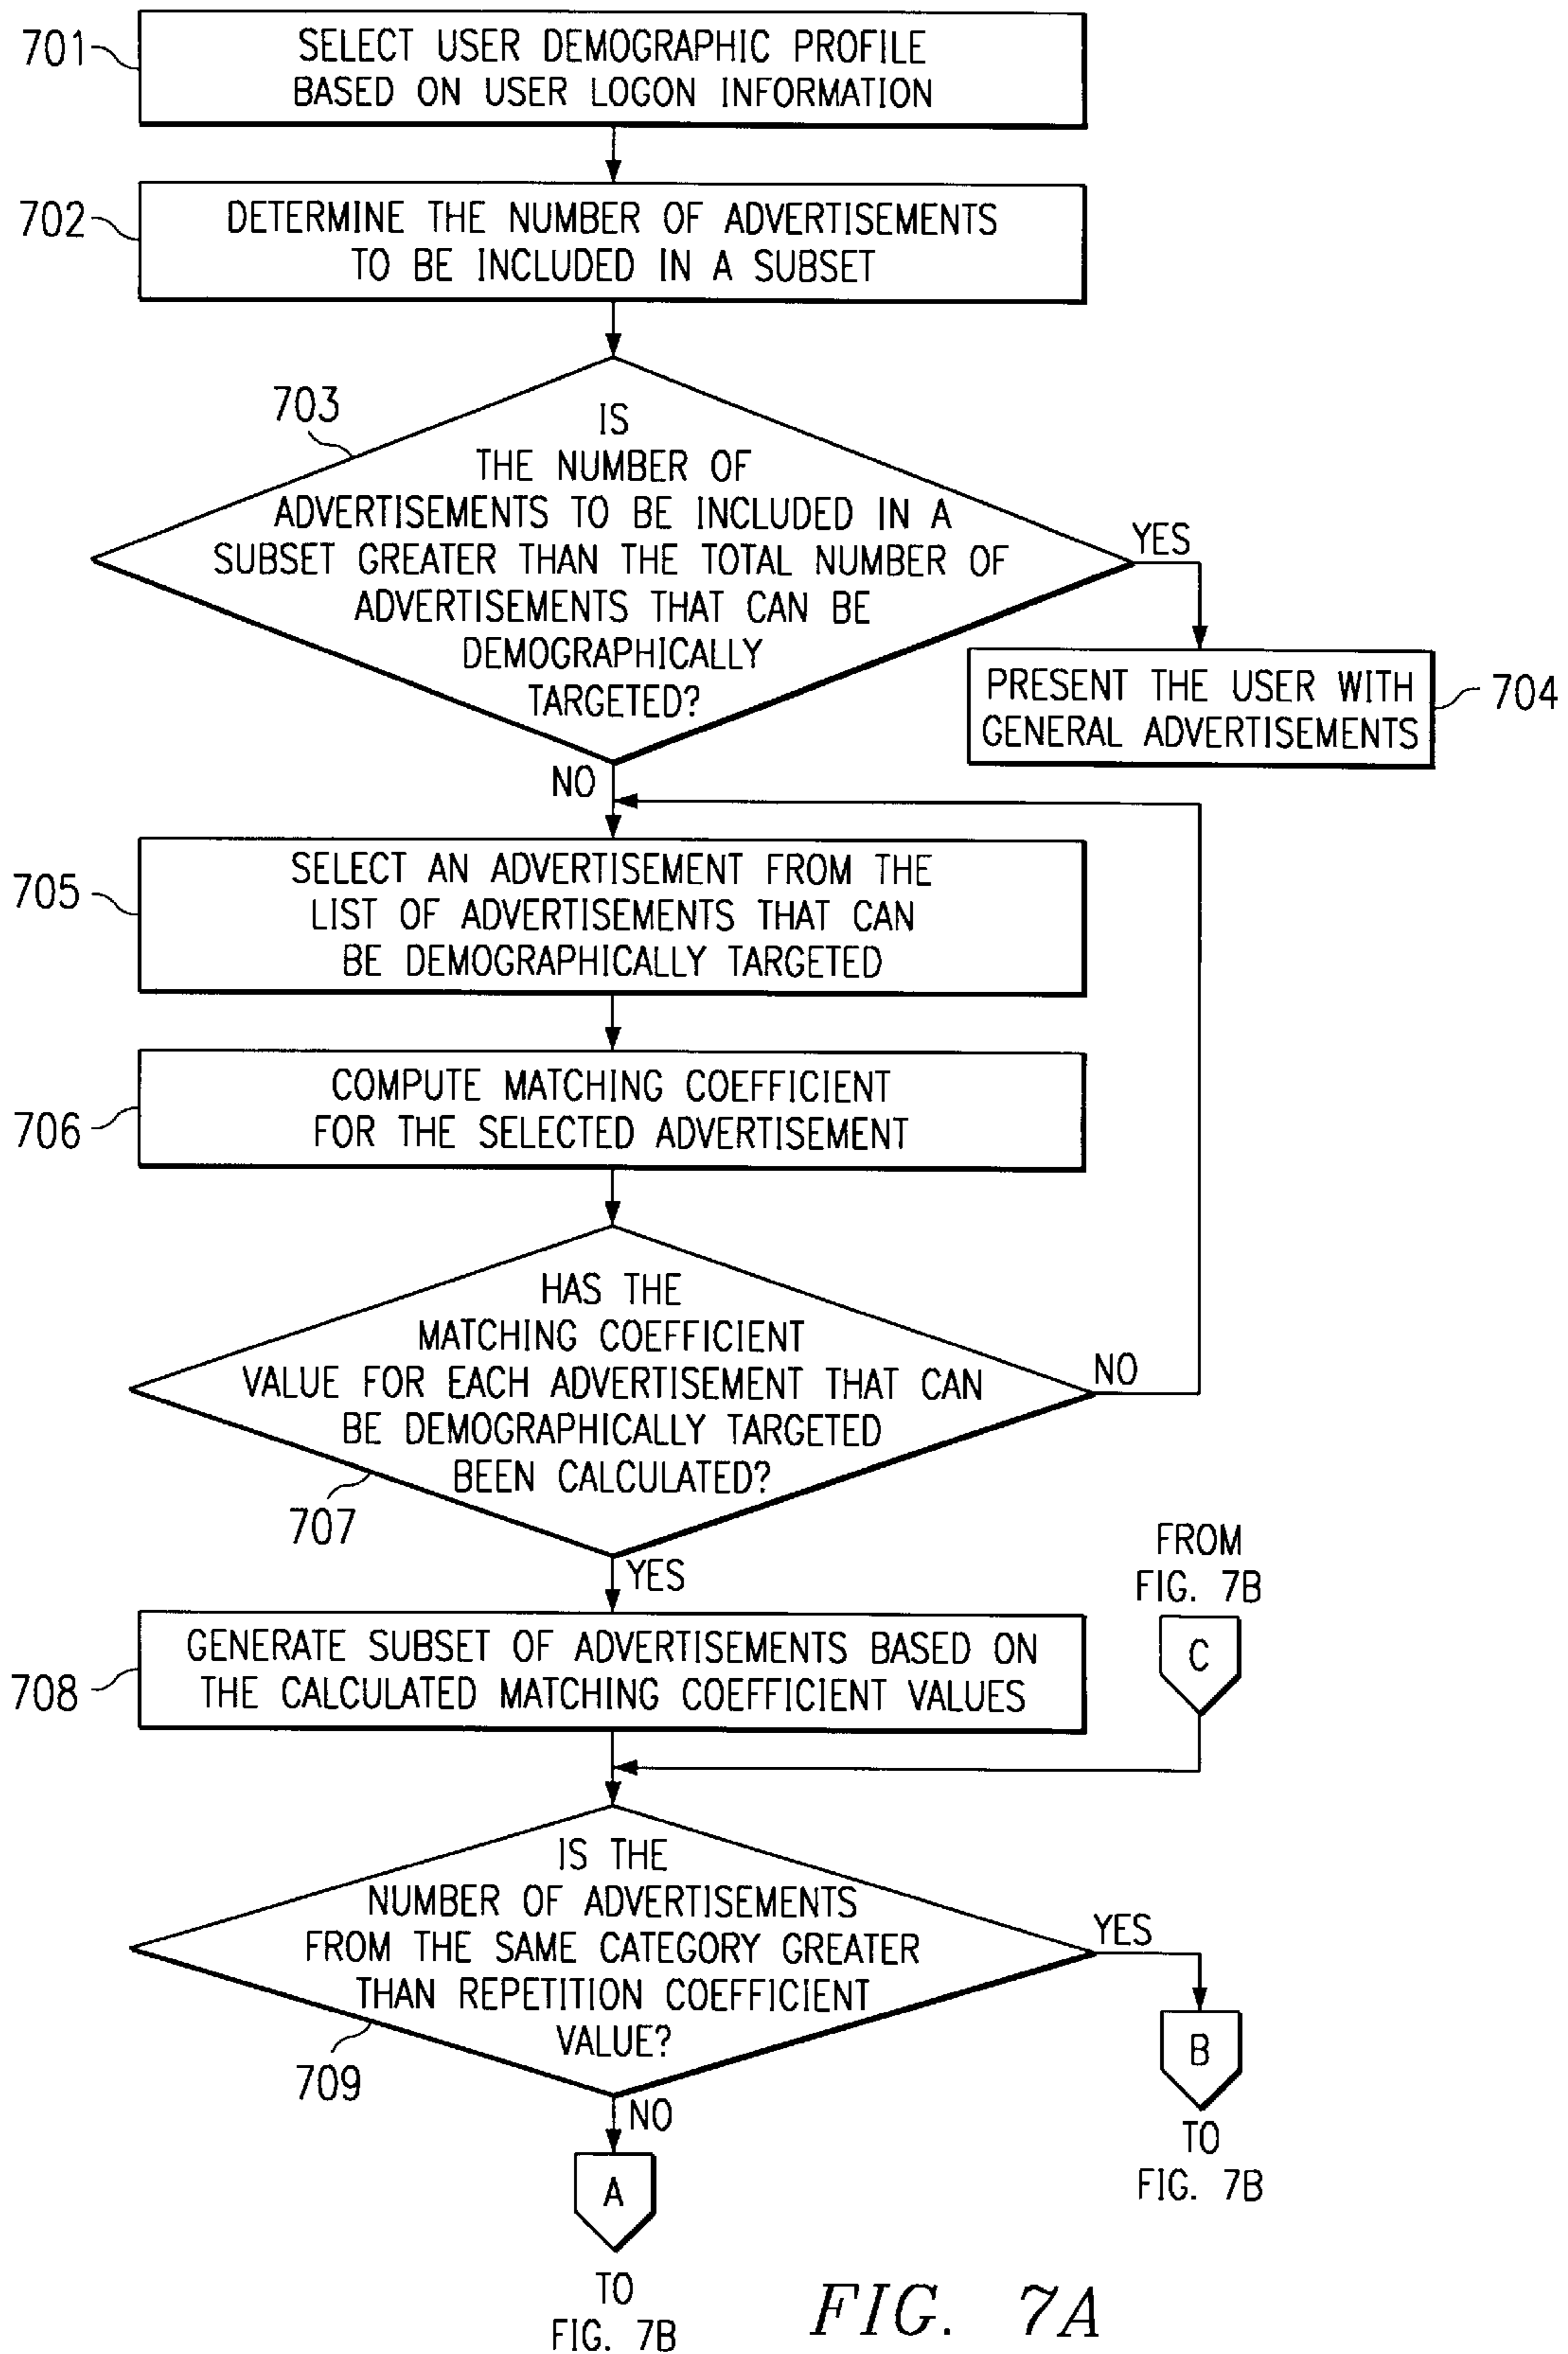 701
SELECT USER DEMOGRAPHIC PROFILE
BASED ON USER LOGON INFORMATION
702
DETERMINE THE NUMBER OF ADVERTISEMENTS
TO BE INCLUDED IN A SUBSET
703
IS
THE NUMBER OF
ADVERTISEMENTS TO BE INCLUDED IN A
SUBSET GREATER THAN THE TOTAL NUMBER OF
ADVERTISEMENTS THAT CAN BE
DEMOGRAPHICALLY
TARGETED?
YES
PRESENT THE USER WITH
GENERAL ADVERTISEMENTS
704
NO
705
SELECT AN ADVERTISEMENT FROM THE
LIST OF ADVERTISEMENTS THAT CAN
BE DEMOGRAPHICALLY TARGETED
706
COMPUTE MATCHING COEFFICIENT
FOR THE SELECTED ADVERTISEMENT
HAS THE
MATCHING COEFFICIENT
VALUE FOR EACH ADVERTISEMENT THAT CAN
BE DEMOGRAPHICALLY TARGETED
BEEN CALCULATED?
NO
707
YES
FROM
FIG. 7B
C
708
GENERATE SUBSET OF ADVERTISEMENTS BASED ON
THE CALCULATED MATCHING COEFFICIENT VALUES
IS THE
NUMBER OF ADVERTISEMENTS
FROM THE SAME CATEGORY GREATER
THAN REPETITION COEFFICIENT
VALUE?
YES
709
NO
B
TO
FIG. 7B
A
TO
FIG. 7B
FIG. 7A